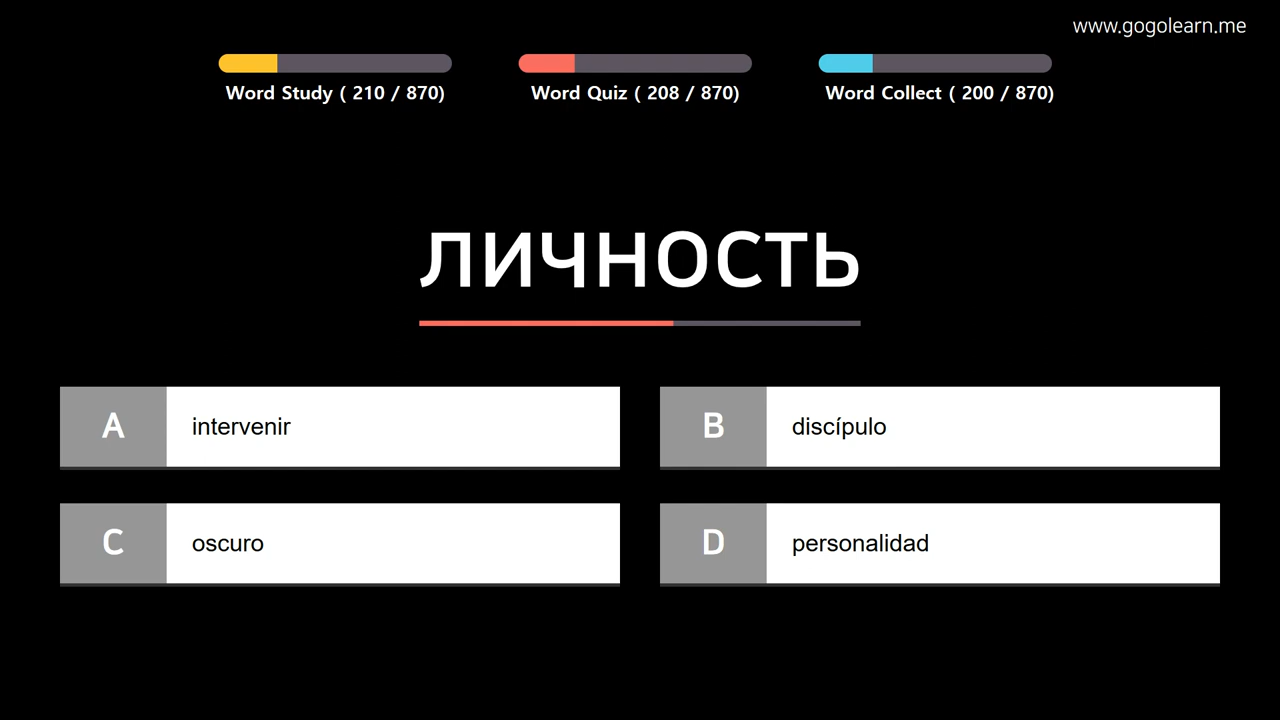 www.gogolearn.me
Word Study ( 210 / 870)
Word Quiz ( 208 / 870)
Word Collect ( 200 / 870)
ЛИЧНОСТЬ
A intervenir
B discípulo
C oscuro
D personalidad